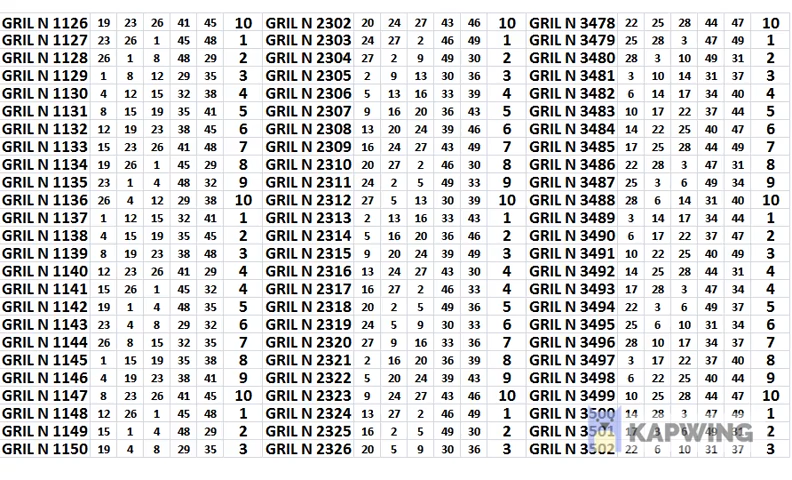 GRIL N 1126 19 23 26 41 45 10 GRIL N 2302 20 24 27 43 46 10 GRIL N 3478 22 25 28 44 47 10
GRIL N 1127 23 26 1 45 48 1 GRIL N 2303 24 27 2 46 49 1 GRIL N 3479 25 28 3 47 49 1
GRIL N 1128 26 1 8 48 29 2 GRIL N 2304 27 2 9 49 30 2 GRIL N 3480 28 3 10 49 31 2
GRIL N 1129 1 8 12 29 35 3 GRIL N 2305 2 9 13 30 36 3 GRIL N 3481 3 10 14 31 37 3
GRIL N 1130 4 12 15 32 38 4 GRIL N 2306 5 13 16 33 39 4 GRIL N 3482 6 14 17 34 40 4
GRIL N 1131 8 15 19 35 41 5 GRIL N 2307 9 16 20 36 43 5 GRIL N 3483 10 17 22 37 44 5
GRIL N 1132 12 19 23 38 45 6 GRIL N 2308 13 20 24 39 46 6 GRIL N 3484 14 22 25 40 47 6
GRIL N 1133 15 23 26 41 48 7 GRIL N 2309 16 24 27 43 49 7 GRIL N 3485 17 25 28 44 49 7
GRIL N 1134 19 26 1 45 29 8 GRIL N 2310 20 27 2 46 30 8 GRIL N 3486 22 28 3 47 31 8
GRIL N 1135 23 1 4 48 32 9 GRIL N 2311 24 2 5 49 33 9 GRIL N 3487 25 3 6 49 34 9
GRIL N 1136 26 4 12 29 38 10 GRIL N 2312 27 5 13 30 39 10 GRIL N 3488 28 6 14 31 40 10
GRIL N 1137 1 12 15 32 41 1 GRIL N 2313 2 13 16 33 43 1 GRIL N 3489 3 14 17 34 44 1
GRIL N 1138 4 15 19 35 45 2 GRIL N 2314 5 16 20 36 46 2 GRIL N 3490 6 17 22 37 47 2
GRIL N 1139 8 19 23 38 48 3 GRIL N 2315 9 20 24 39 49 3 GRIL N 3491 10 22 25 40 49 3
GRIL N 1140 12 23 26 41 29 4 GRIL N 2316 13 24 27 43 30 4 GRIL N 3492 14 25 28 44 31 4
GRIL N 1141 15 26 1 45 32 4 GRIL N 2317 16 27 2 46 33 4 GRIL N 3493 17 28 3 47 34 4
GRIL N 1142 19 1 4 48 35 5 GRIL N 2318 20 2 5 49 36 5 GRIL N 3494 22 3 6 49 37 5
GRIL N 1143 23 4 8 29 32 6 GRIL N 2319 24 5 9 30 33 6 GRIL N 3495 25 6 10 31 34 6
GRIL N 1144 26 8 15 32 35 7 GRIL N 2320 27 9 16 33 36 7 GRIL N 3496 28 10 17 34 37 7
GRIL N 1145 1 15 19 35 38 8 GRIL N 2321 2 16 20 36 39 8 GRIL N 3497 3 17 22 37 40 8
GRIL N 1146 4 19 23 38 41 9 GRIL N 2322 5 20 24 39 43 9 GRIL N 3498 6 22 25 40 44 9
GRIL N 1147 8 23 26 41 45 10 GRIL N 2323 9 24 27 43 46 10 GRIL N 3499 10 25 28 44 47 10
GRIL N 1148 12 26 1 45 48 1 GRIL N 2324 13 27 2 46 49 1 GRIL N 3500 14 28 3 47 49 1
GRIL N 1149 15 1 4 48 29 2 GRIL N 2325 16 2 5 49 30 2 GRIL N 3501 17 3 6 49 31 2
KAPWING
GRIL N 1150 19 4 8 29 35 3 GRIL N 2326 20 5 9 30 36 3 GRIL N 3502 22 6 10 31 37 3